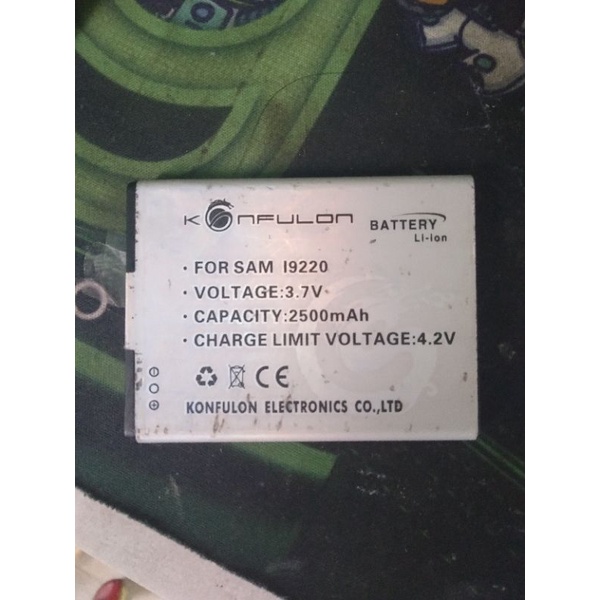 KONFULON
BATTERY
Li-ion
· FOR SAM I9220
· VOLTAGE:3.7V
· CAPACITY:2500mAh
· CHARGE LIMIT VOLTAGE:4.2V
CE
KONFULON ELECTRONICS CO.,LTD